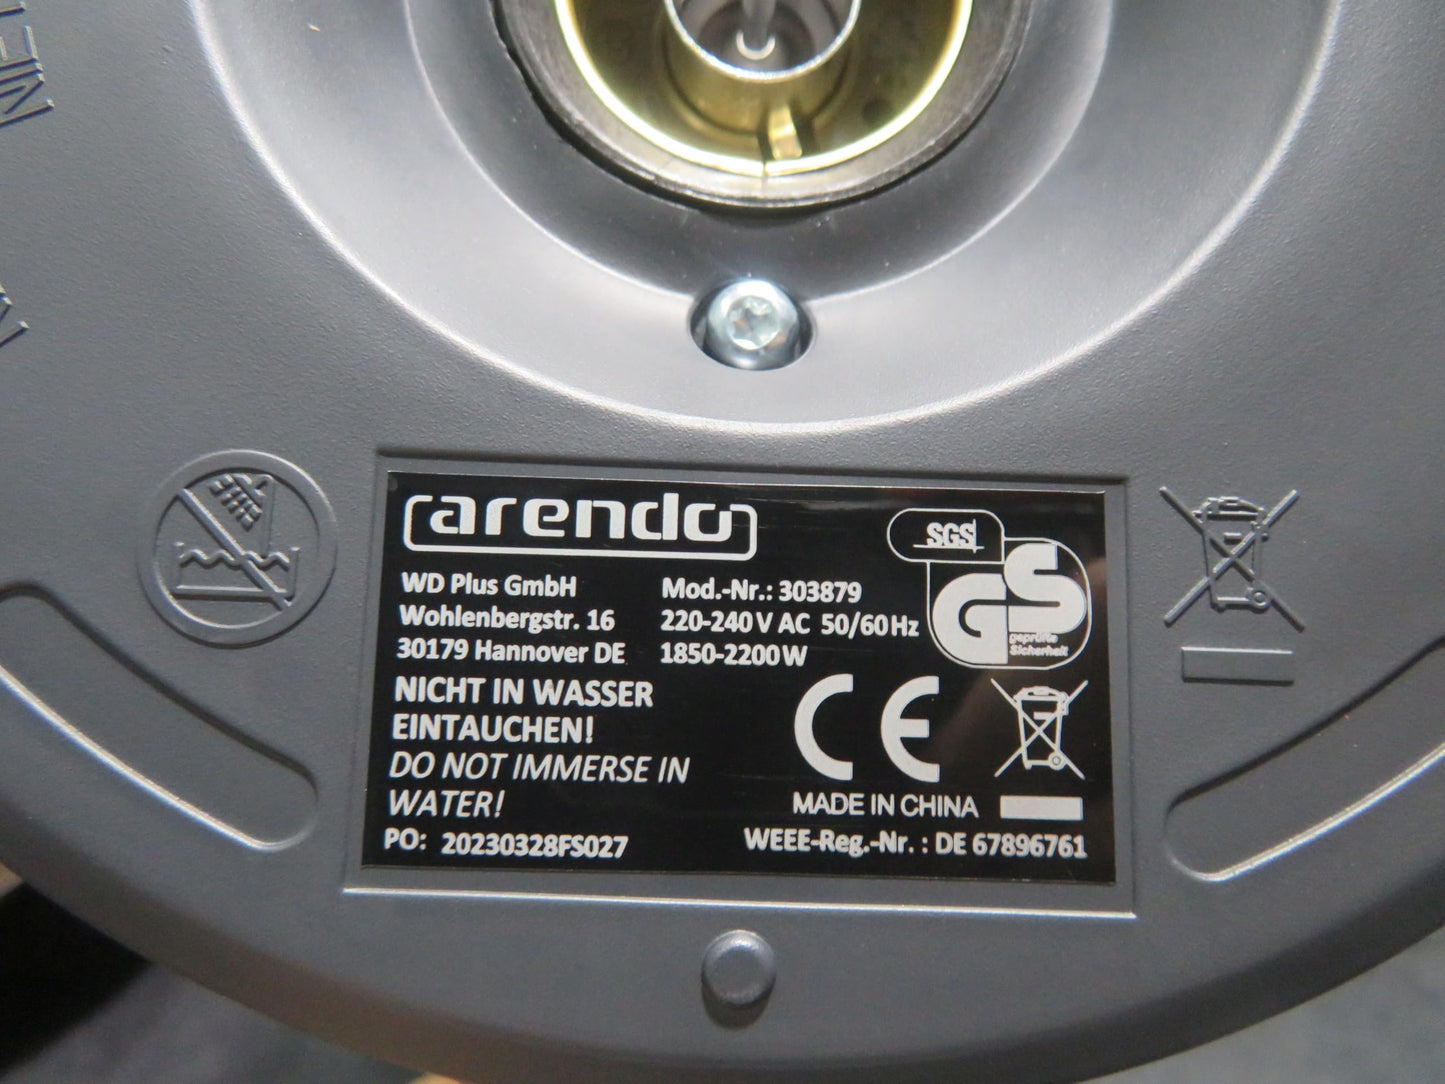 EIN
arendo
WD Plus GmbH
Wohlenbergstr. 16
30179 Hannover DE
Mod.-Nr.: 303879
220-240 V AC 50/60 Hz
1850-2200 W
SGS
GS
geprüfte
Sicherheit
NICHT IN WASSER
EINTAUCHEN!
DO NOT IMMERSE IN
WATER!
PO: 20230328FS027
CE
MADE IN CHINA
WEEE-Reg.-Nr. : DE 67896761